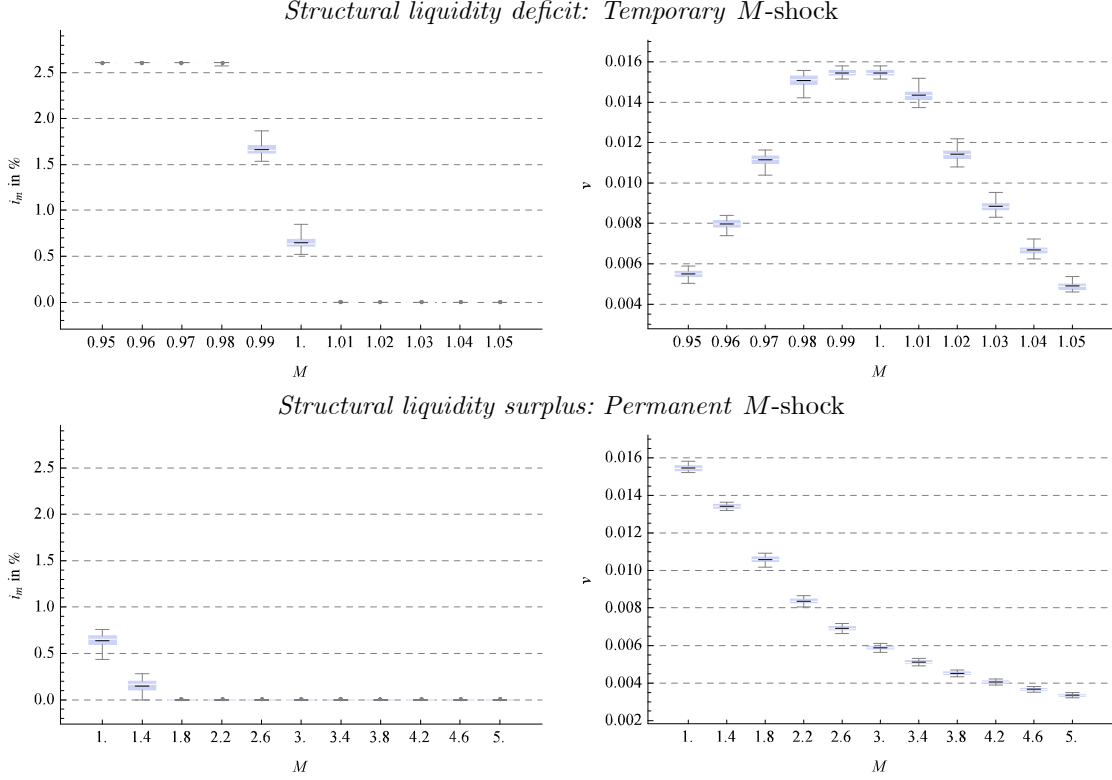 Structural liquidity deficit: Temporary M-shock
2.5
2.0
1.5
1.0
0.5
0.0
i_m in %
0.95 0.96 0.97 0.98 0.99 1. 1.01 1.02 1.03 1.04 1.05
M
0.016
0.014
0.012
0.010
0.008
0.006
0.004
v
0.95 0.96 0.97 0.98 0.99 1. 1.01 1.02 1.03 1.04 1.05
M
Structural liquidity surplus: Permanent M-shock
2.5
2.0
1.5
1.0
0.5
0.0
i_m in %
1. 1.4 1.8 2.2 2.6 3. 3.4 3.8 4.2 4.6 5.
M
0.016
0.014
0.012
0.010
0.008
0.006
0.004
0.002
v
1. 1.4 1.8 2.2 2.6 3. 3.4 3.8 4.2 4.6 5.
M